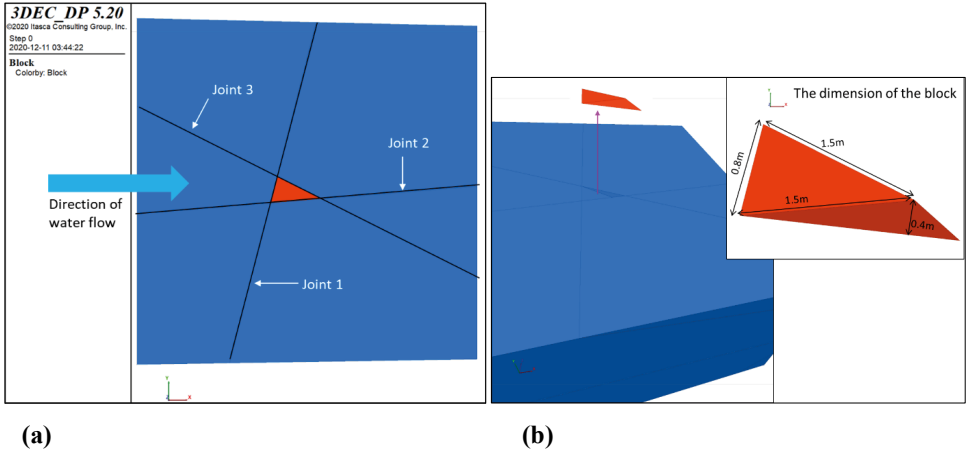 3DEC_DP 5.20
©2020 Itasca Consulting Group, Inc.
Step 0
2020-12-11 03:44:22
Block
Colorby: Block
Joint 3
Joint 2
Direction of
water flow
Joint 1
Y
Z X
The dimension of the block
0.8m
1.5m
1.5m
0.4m
(a)
(b)